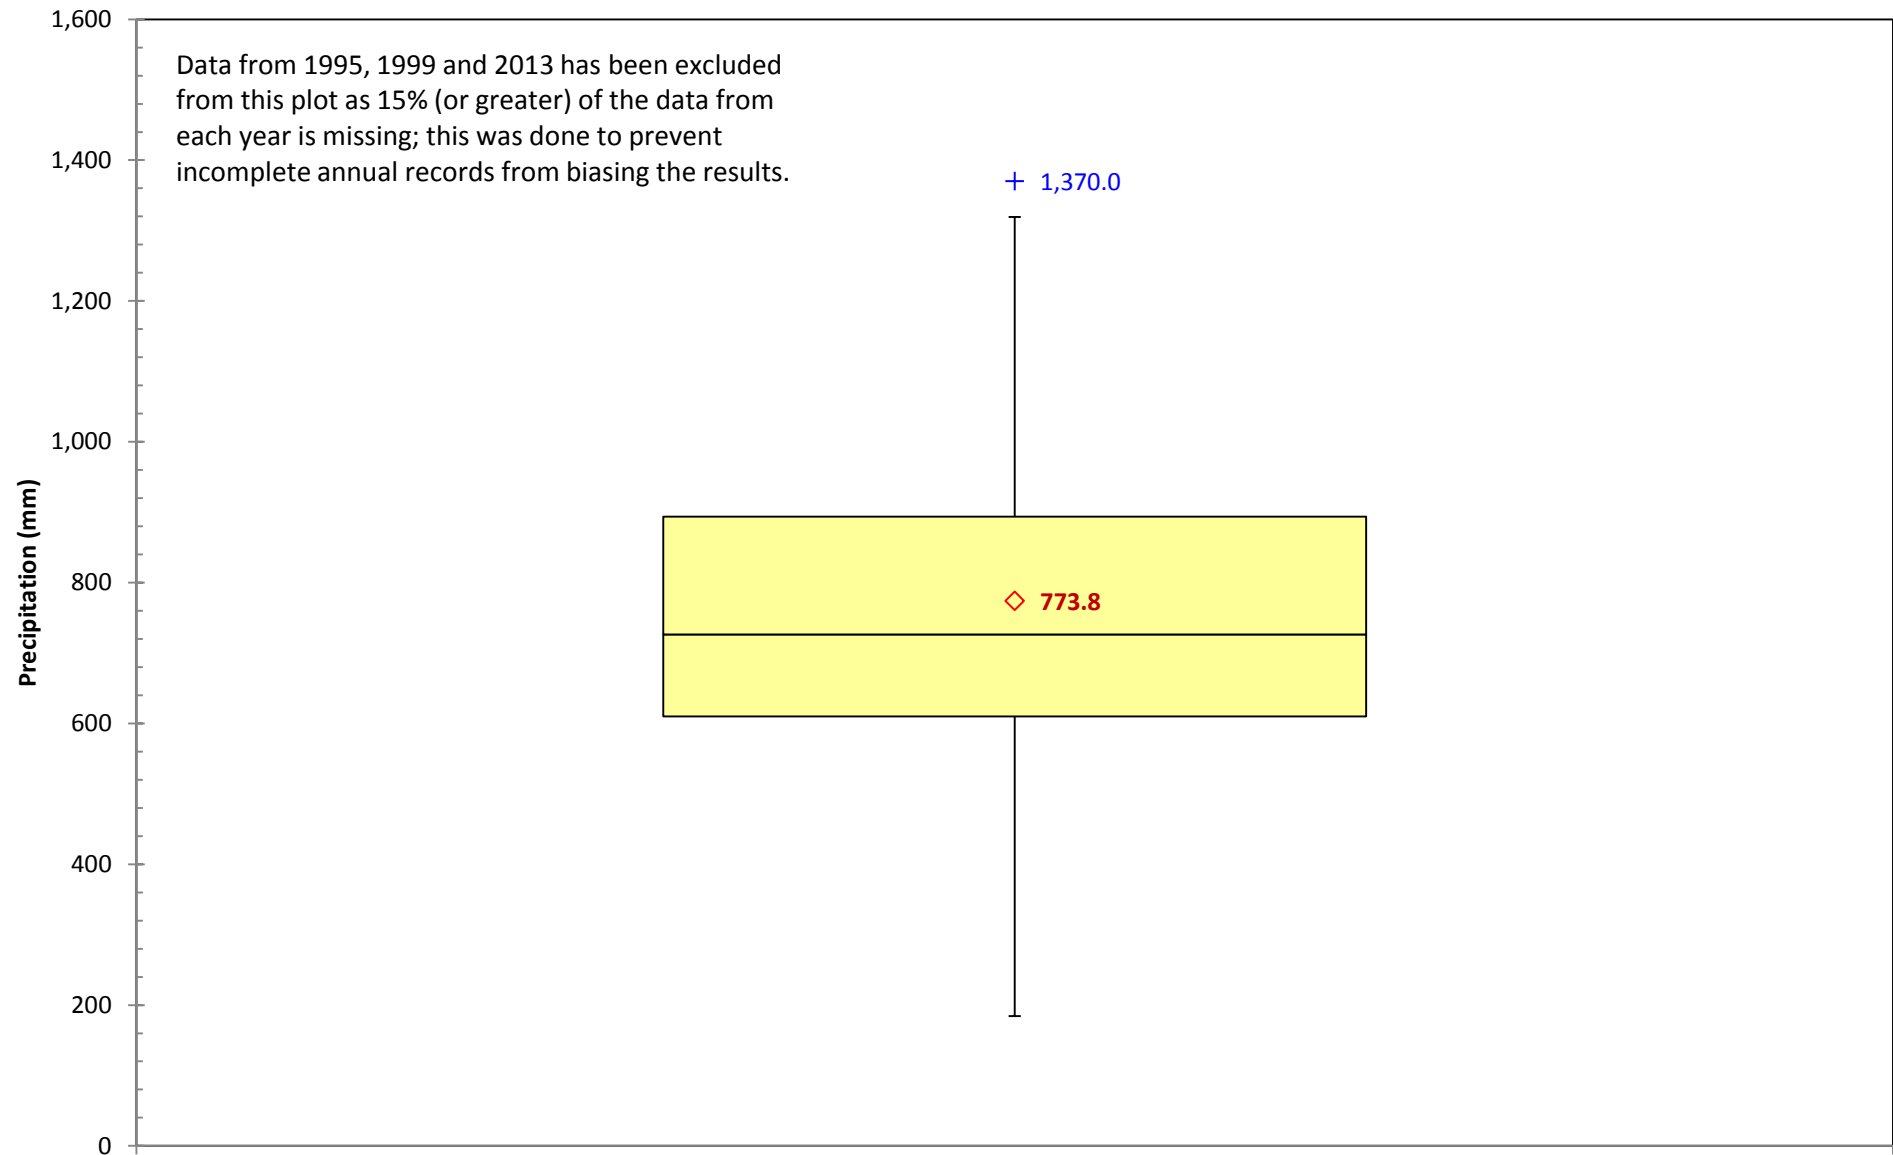 1,600
Data from 1995, 1999 and 2013 has been excluded
from this plot as 15% (or greater) of the data from
each year is missing; this was done to prevent
incomplete annual records from biasing the results.
1,400
1,370.0
1,200
1,000
Precipitation (mm)
800
773.8
600
400
200
0